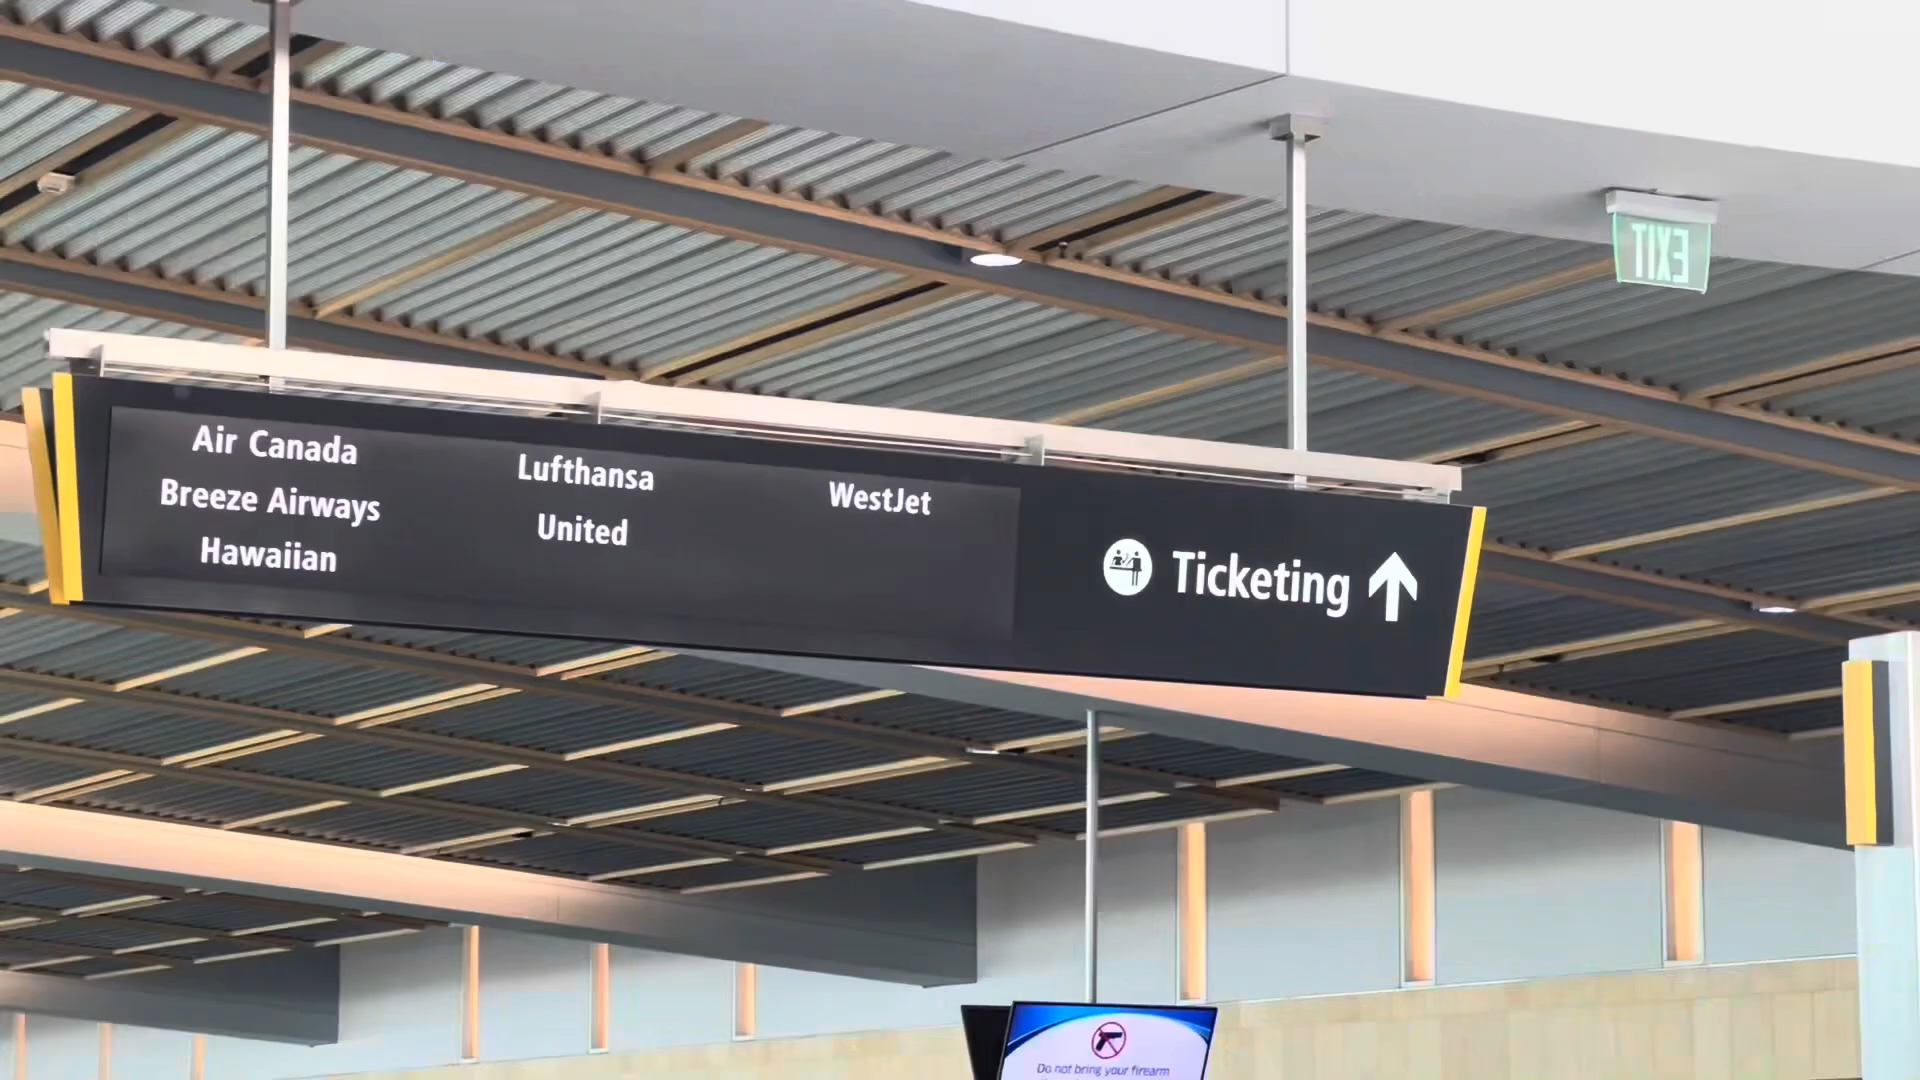 EXIT
Air Canada
Breeze Airways
Hawaiian
Lufthansa
United
WestJet
Ticketing
Do not bring your firearm